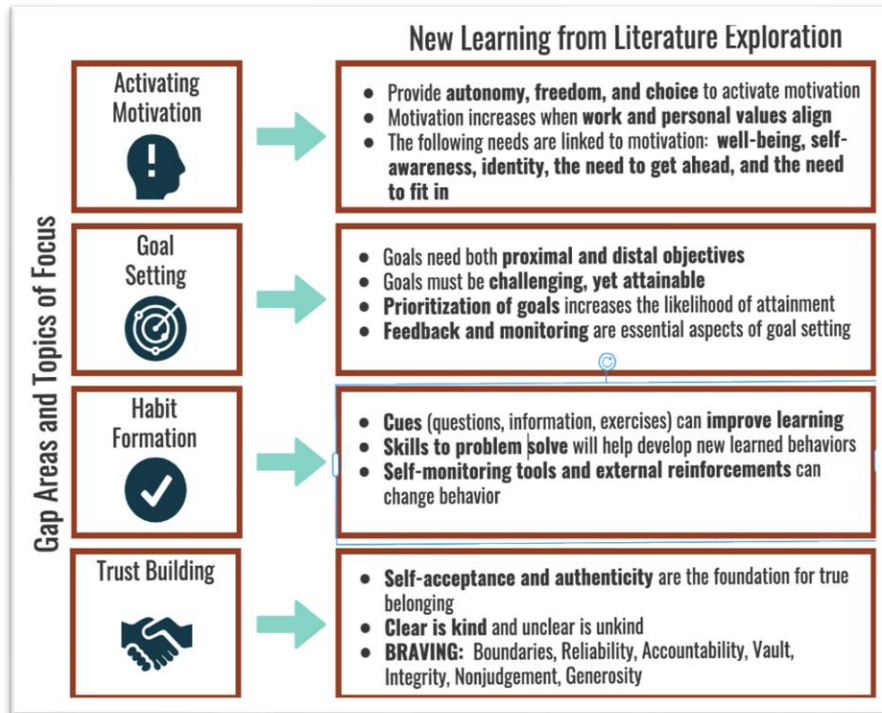 New Learning from Literature Exploration
Gap Areas and Topics of Focus
Activating
Motivation
● Provide autonomy, freedom, and choice to activate motivation
● Motivation increases when work and personal values align
● The following needs are linked to motivation: well-being, self-
awareness, identity, the need to get ahead, and the need
to fit in
Goal
Setting
● Goals need both proximal and distal objectives
● Goals must be challenging, yet attainable
● Prioritization of goals increases the likelihood of attainment
● Feedback and monitoring are essential aspects of goal setting
Habit
Formation
● Cues (questions, information, exercises) can improve learning
● Skills to problem solve will help develop new learned behaviors
● Self-monitoring tools and external reinforcements can
change behavior
Trust Building
● Self-acceptance and authenticity are the foundation for true
belonging
● Clear is kind and unclear is unkind
● BRAVING: Boundaries, Reliability, Accountability, Vault,
Integrity, Nonjudgement, Generosity